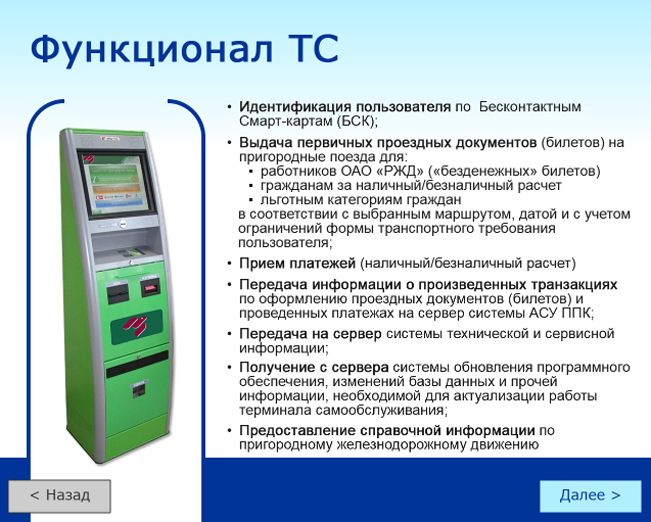 Функционал ТС
• Идентификация пользователя по Бесконтактным
Смарт-картам (БСК);
• Выдача первичных проездных документов (билетов) на
пригородные поезда для:
▪ работников ОАО «РЖД» («безденежных» билетов)
▪ гражданам за наличный/безналичный расчет
▪ льготным категориям граждан
в соответствии с выбранным маршрутом, датой и с учетом
ограничений формы транспортного требования
пользователя;
• Прием платежей (наличный/безналичный расчет)
• Передача информации о произведенных транзакциях
по оформлению проездных документов (билетов) и
проведенных платежах на сервер системы АСУ ППК;
• Передача на сервер системы технической и сервисной
информации;
• Получение с сервера системы обновления программного
обеспечения, изменений базы данных и прочей
информации, необходимой для актуализации работы
терминала самообслуживания;
• Предоставление справочной информации по
пригородному железнодорожному движению
< Назад
Далее >